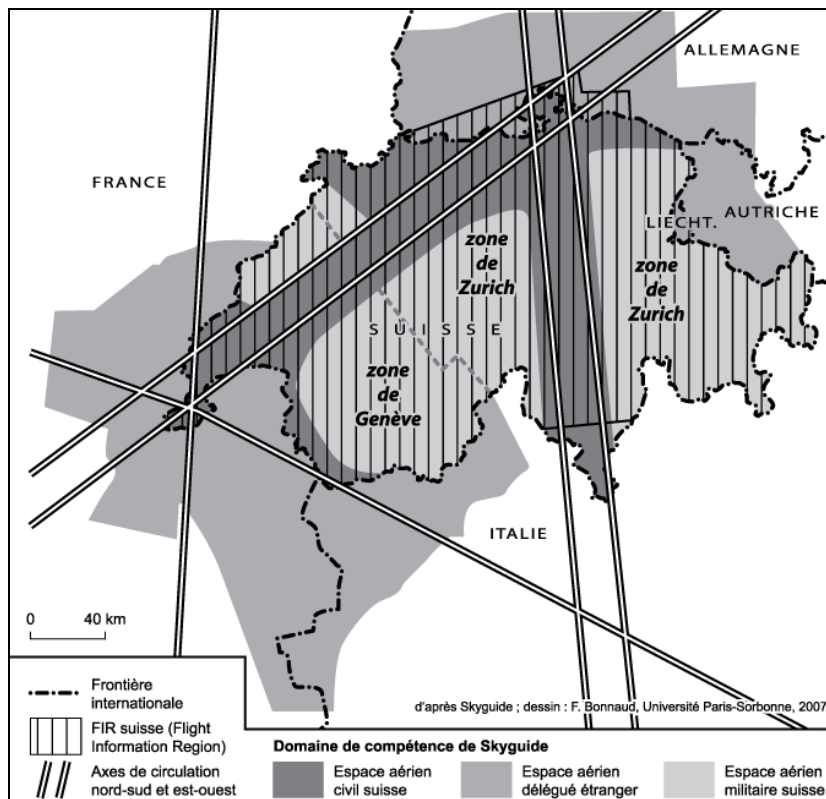 ALLEMAGNE
FRANCE
LIECHT.
AUTRICHE
zone
de
Zurich
zone
de
Zurich
SUISSE
zone
de
Genève
ITALIE
0 40 km
d'après Skyguide ; dessin : F. Bonnaud, Université Paris-Sorbonne, 2007
Frontière
internationale
FIR suisse (Flight
Information Region)
Axes de circulation
nord-sud et est-ouest
Domaine de compétence de Skyguide
Espace aérien
civil suisse
Espace aérien
délégué étranger
Espace aérien
militaire suisse